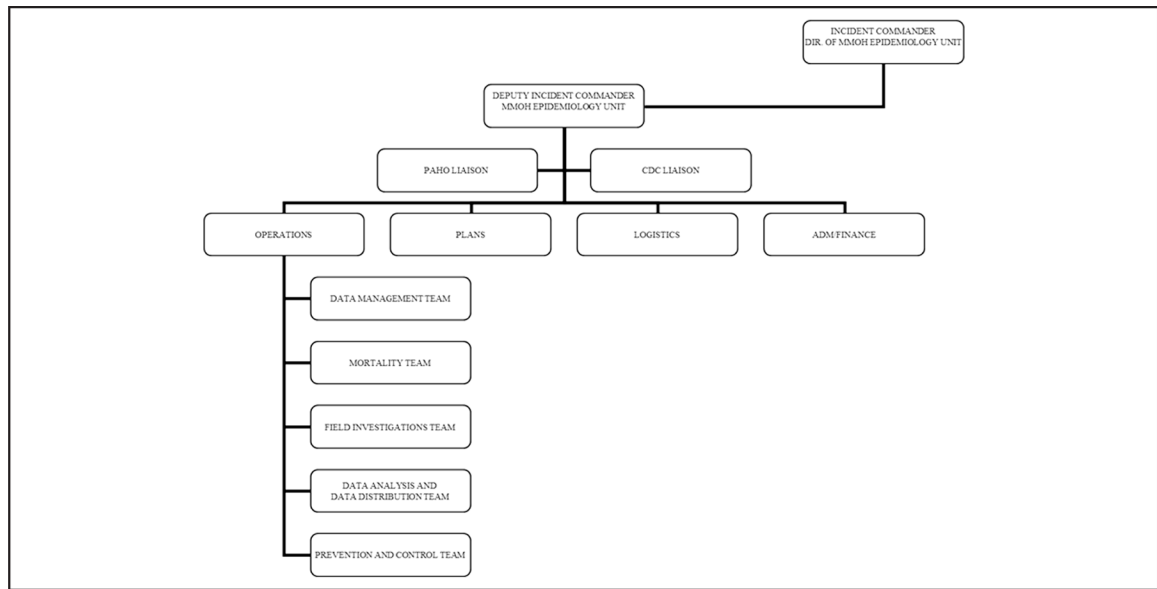 INCIDENT COMMANDER
DIR. OF MMOH EPIDEMIOLOGY UNIT
DEPUTY INCIDENT COMMANDER
MMOH EPIDEMIOLOGY UNIT
PAHO LIAISON
CDC LIAISON
OPERATIONS
PLANS
LOGISTICS
ADM/FINANCE
DATA MANAGEMENT TEAM
MORTALITY TEAM
FIELD INVESTIGATIONS TEAM
DATA ANALYSIS AND
DATA DISTRIBUTION TEAM
PREVENTION AND CONTROL TEAM